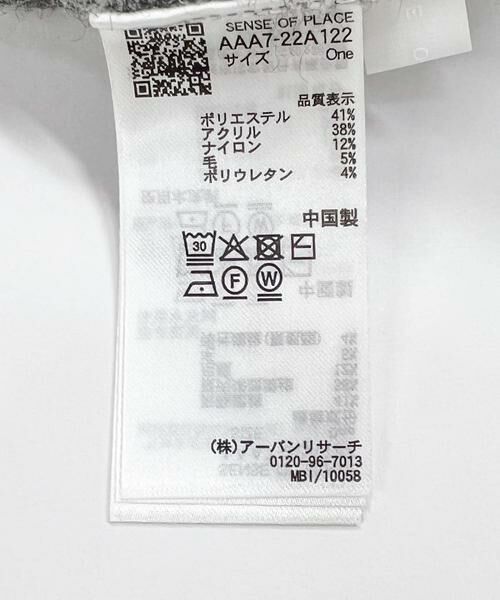 SENSE OF PLACE
AAA7-22A122
サイズ One
品質表示
ポリエステル 41%
アクリル 38%
ナイロン 12%
毛 5%
ポリウレタン 4%
中国製
30
F W
(株)アーバンリサーチ
0120-96-7013
MBI/10058